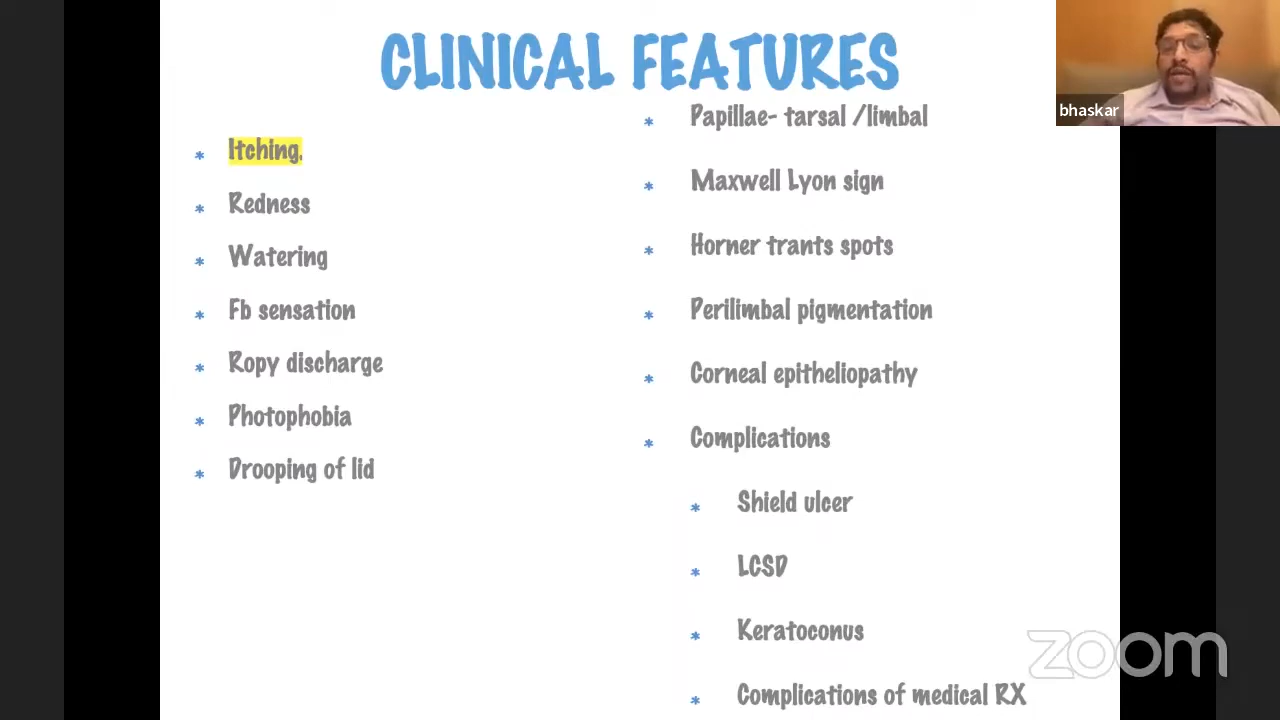 CLINICAL FEATURES
Itching.
Redness
Watering
Fb sensation
Ropy discharge
Photophobia
Drooping of lid
Papillae- tarsal /limbal
Maxwell Lyon sign
Horner trants spots
Perilimbal pigmentation
Corneal epitheliopathy
Complications
Shield ulcer
LCSD
Keratoconus
Complications of medical RX
bhaskar
zoom